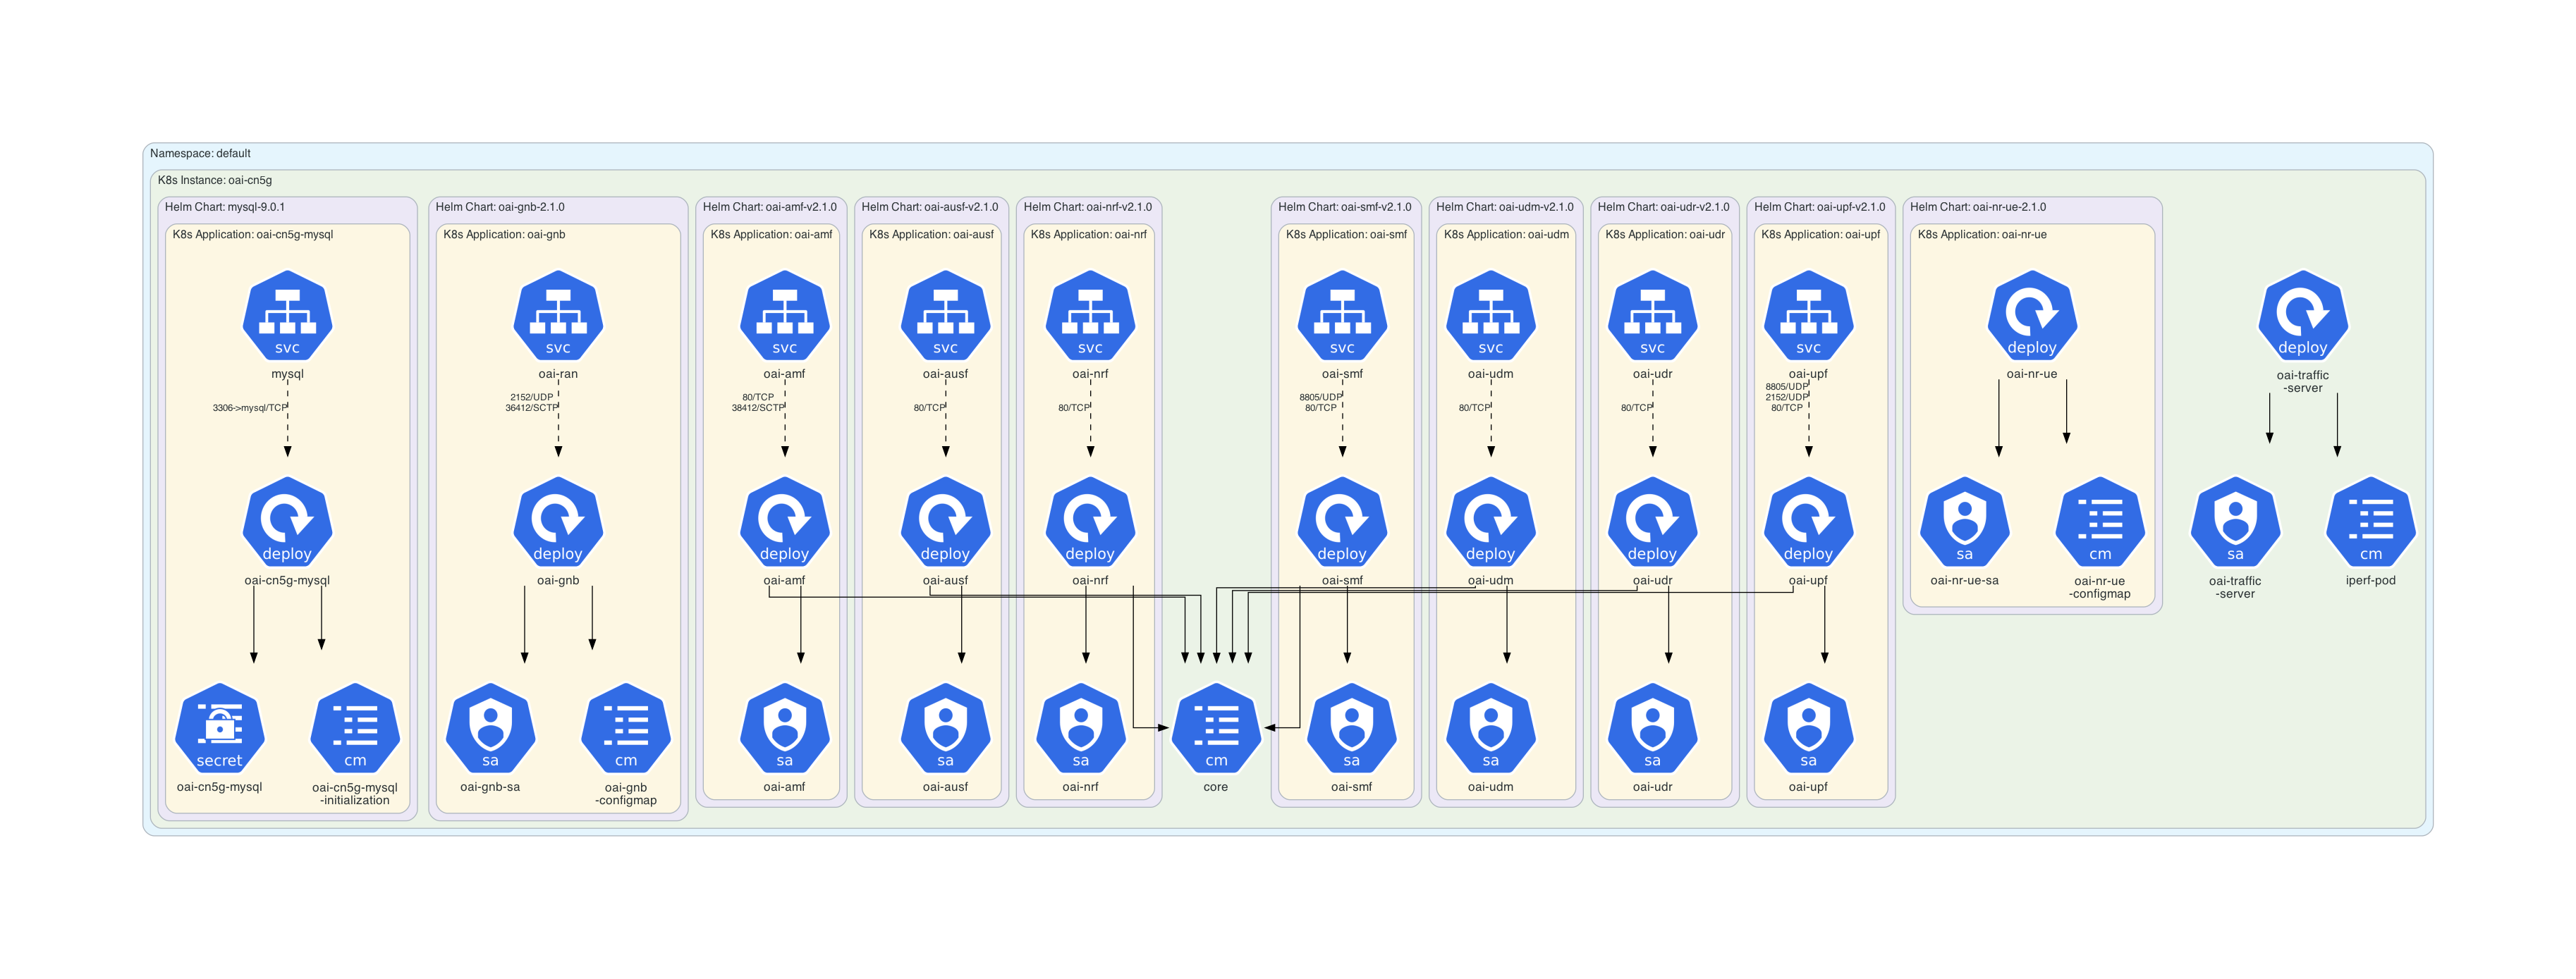 Namespace: default
K8s Instance: oai-cn5g
Helm Chart: mysql-9.0.1
K8s Application: oai-cn5g-mysql
svc
mysql
3306->mysql/TCP
deploy
oai-cn5g-mysql
secret
oai-cn5g-mysql
cm
oai-cn5g-mysql
-initialization
Helm Chart: oai-gnb-2.1.0
K8s Application: oai-gnb
svc
oai-ran
2152/UDP
36412/SCTP
deploy
oai-gnb
sa
oai-gnb-sa
cm
oai-gnb
-configmap
Helm Chart: oai-amf-v2.1.0
K8s Application: oai-amf
svc
oai-amf
80/TCP
38412/SCTP
deploy
oai-amf
sa
oai-amf
Helm Chart: oai-ausf-v2.1.0
K8s Application: oai-ausf
svc
oai-ausf
80/TCP
deploy
oai-ausf
sa
oai-ausf
Helm Chart: oai-nrf-v2.1.0
K8s Application: oai-nrf
svc
oai-nrf
80/TCP
deploy
oai-nrf
sa
oai-nrf
cm
core
Helm Chart: oai-smf-v2.1.0
K8s Application: oai-smf
svc
oai-smf
8805/UDP
80/TCP
deploy
oai-smf
sa
oai-smf
Helm Chart: oai-udm-v2.1.0
K8s Application: oai-udm
svc
oai-udm
80/TCP
deploy
oai-udm
sa
oai-udm
Helm Chart: oai-udr-v2.1.0
K8s Application: oai-udr
svc
oai-udr
80/TCP
deploy
oai-udr
sa
oai-udr
Helm Chart: oai-upf-v2.1.0
K8s Application: oai-upf
svc
oai-upf
8805/UDP
2152/UDP
80/TCP
deploy
oai-upf
sa
oai-upf
Helm Chart: oai-nr-ue-2.1.0
K8s Application: oai-nr-ue
deploy
oai-nr-ue
sa
oai-nr-ue-sa
cm
oai-nr-ue
-configmap
deploy
oai-traffic
-server
sa
oai-traffic
-server
cm
iperf-pod